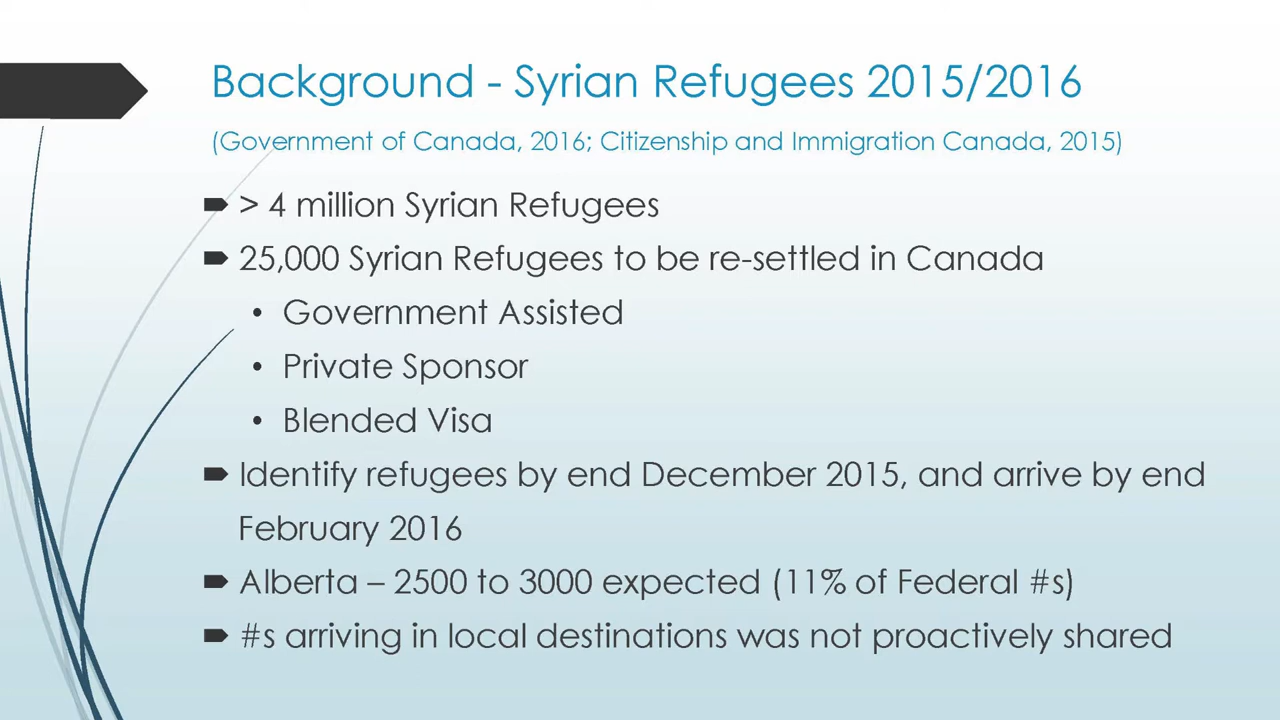 Background - Syrian Refugees 2015/2016
(Government of Canada, 2016; Citizenship and Immigration Canada, 2015)
> 4 million Syrian Refugees
25,000 Syrian Refugees to be re-settled in Canada
• Government Assisted
• Private Sponsor
• Blended Visa
Identify refugees by end December 2015, and arrive by end
February 2016
Alberta – 2500 to 3000 expected (11% of Federal #s)
#s arriving in local destinations was not proactively shared